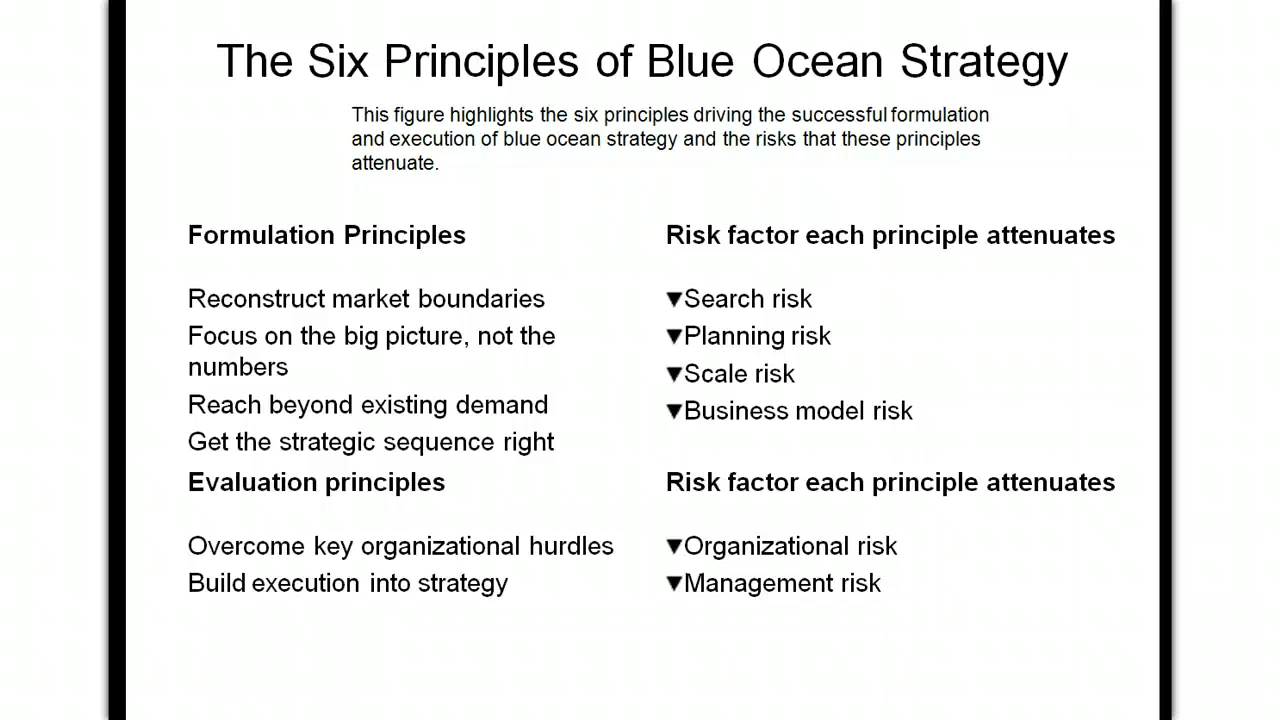 The Six Principles of Blue Ocean Strategy
This figure highlights the six principles driving the successful formulation
and execution of blue ocean strategy and the risks that these principles
attenuate.
Formulation Principles
Reconstruct market boundaries
Focus on the big picture, not the
numbers
Reach beyond existing demand
Get the strategic sequence right
Risk factor each principle attenuates
▼Search risk
▼Planning risk
▼Scale risk
▼Business model risk
Evaluation principles
Overcome key organizational hurdles
Build execution into strategy
Risk factor each principle attenuates
▼Organizational risk
▼Management risk